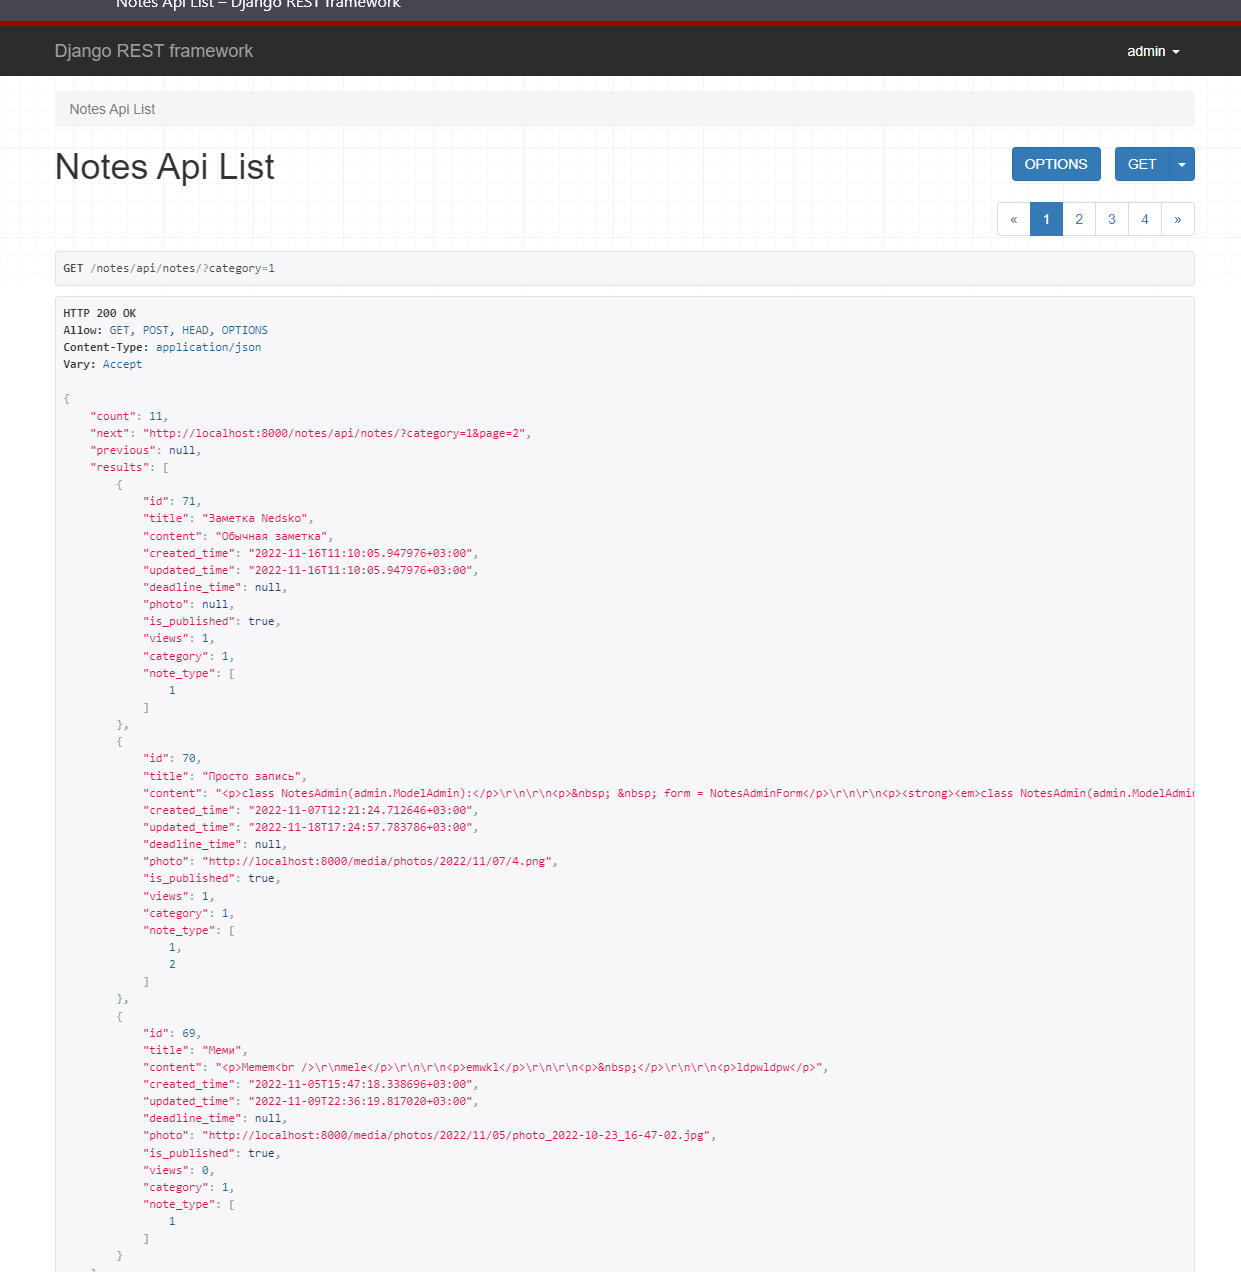 Notes Api List – Django REST framework
Django REST framework
admin
Notes Api List
Notes Api List
OPTIONS
GET
« 1 2 3 4 »
GET /notes/api/notes/?category=1
HTTP 200 OK
Allow: GET, POST, HEAD, OPTIONS
Content-Type: application/json
Vary: Accept
{
"count": 11,
"next": "http://localhost:8000/notes/api/notes/?category=1&page=2",
"previous": null,
"results": [
{
"id": 71,
"title": "Заметка Nedsko",
"content": "Обычная заметка",
"created_time": "2022-11-16T11:10:05.947976+03:00",
"updated_time": "2022-11-16T11:10:05.947976+03:00",
"deadline_time": null,
"photo": null,
"is_published": true,
"views": 1,
"category": 1,
"note_type": [
1
]
},
{
"id": 70,
"title": "Просто запись",
"content": "<p>class NotesAdmin(admin.ModelAdmin):</p>\r\n\r\n<p>&nbsp; &nbsp; form = NotesAdminForm</p>\r\n\r\n<p><strong><em>class NotesAdmin(admin.ModelAdmin
"created_time": "2022-11-07T12:21:24.712646+03:00",
"updated_time": "2022-11-18T17:24:57.783786+03:00",
"deadline_time": null,
"photo": "http://localhost:8000/media/photos/2022/11/07/4.png",
"is_published": true,
"views": 1,
"category": 1,
"note_type": [
1,
2
]
},
{
"id": 69,
"title": "Меми",
"content": "<p>Memem<br />\r\nmele</p>\r\n\r\n<p>emwkl</p>\r\n\r\n<p>&nbsp;</p>\r\n\r\n<p>ldpwldpw</p>",
"created_time": "2022-11-05T15:47:18.338696+03:00",
"updated_time": "2022-11-09T22:36:19.817020+03:00",
"deadline_time": null,
"photo": "http://localhost:8000/media/photos/2022/11/05/photo_2022-10-23_16-47-02.jpg",
"is_published": true,
"views": 0,
"category": 1,
"note_type": [
1
]
}
]